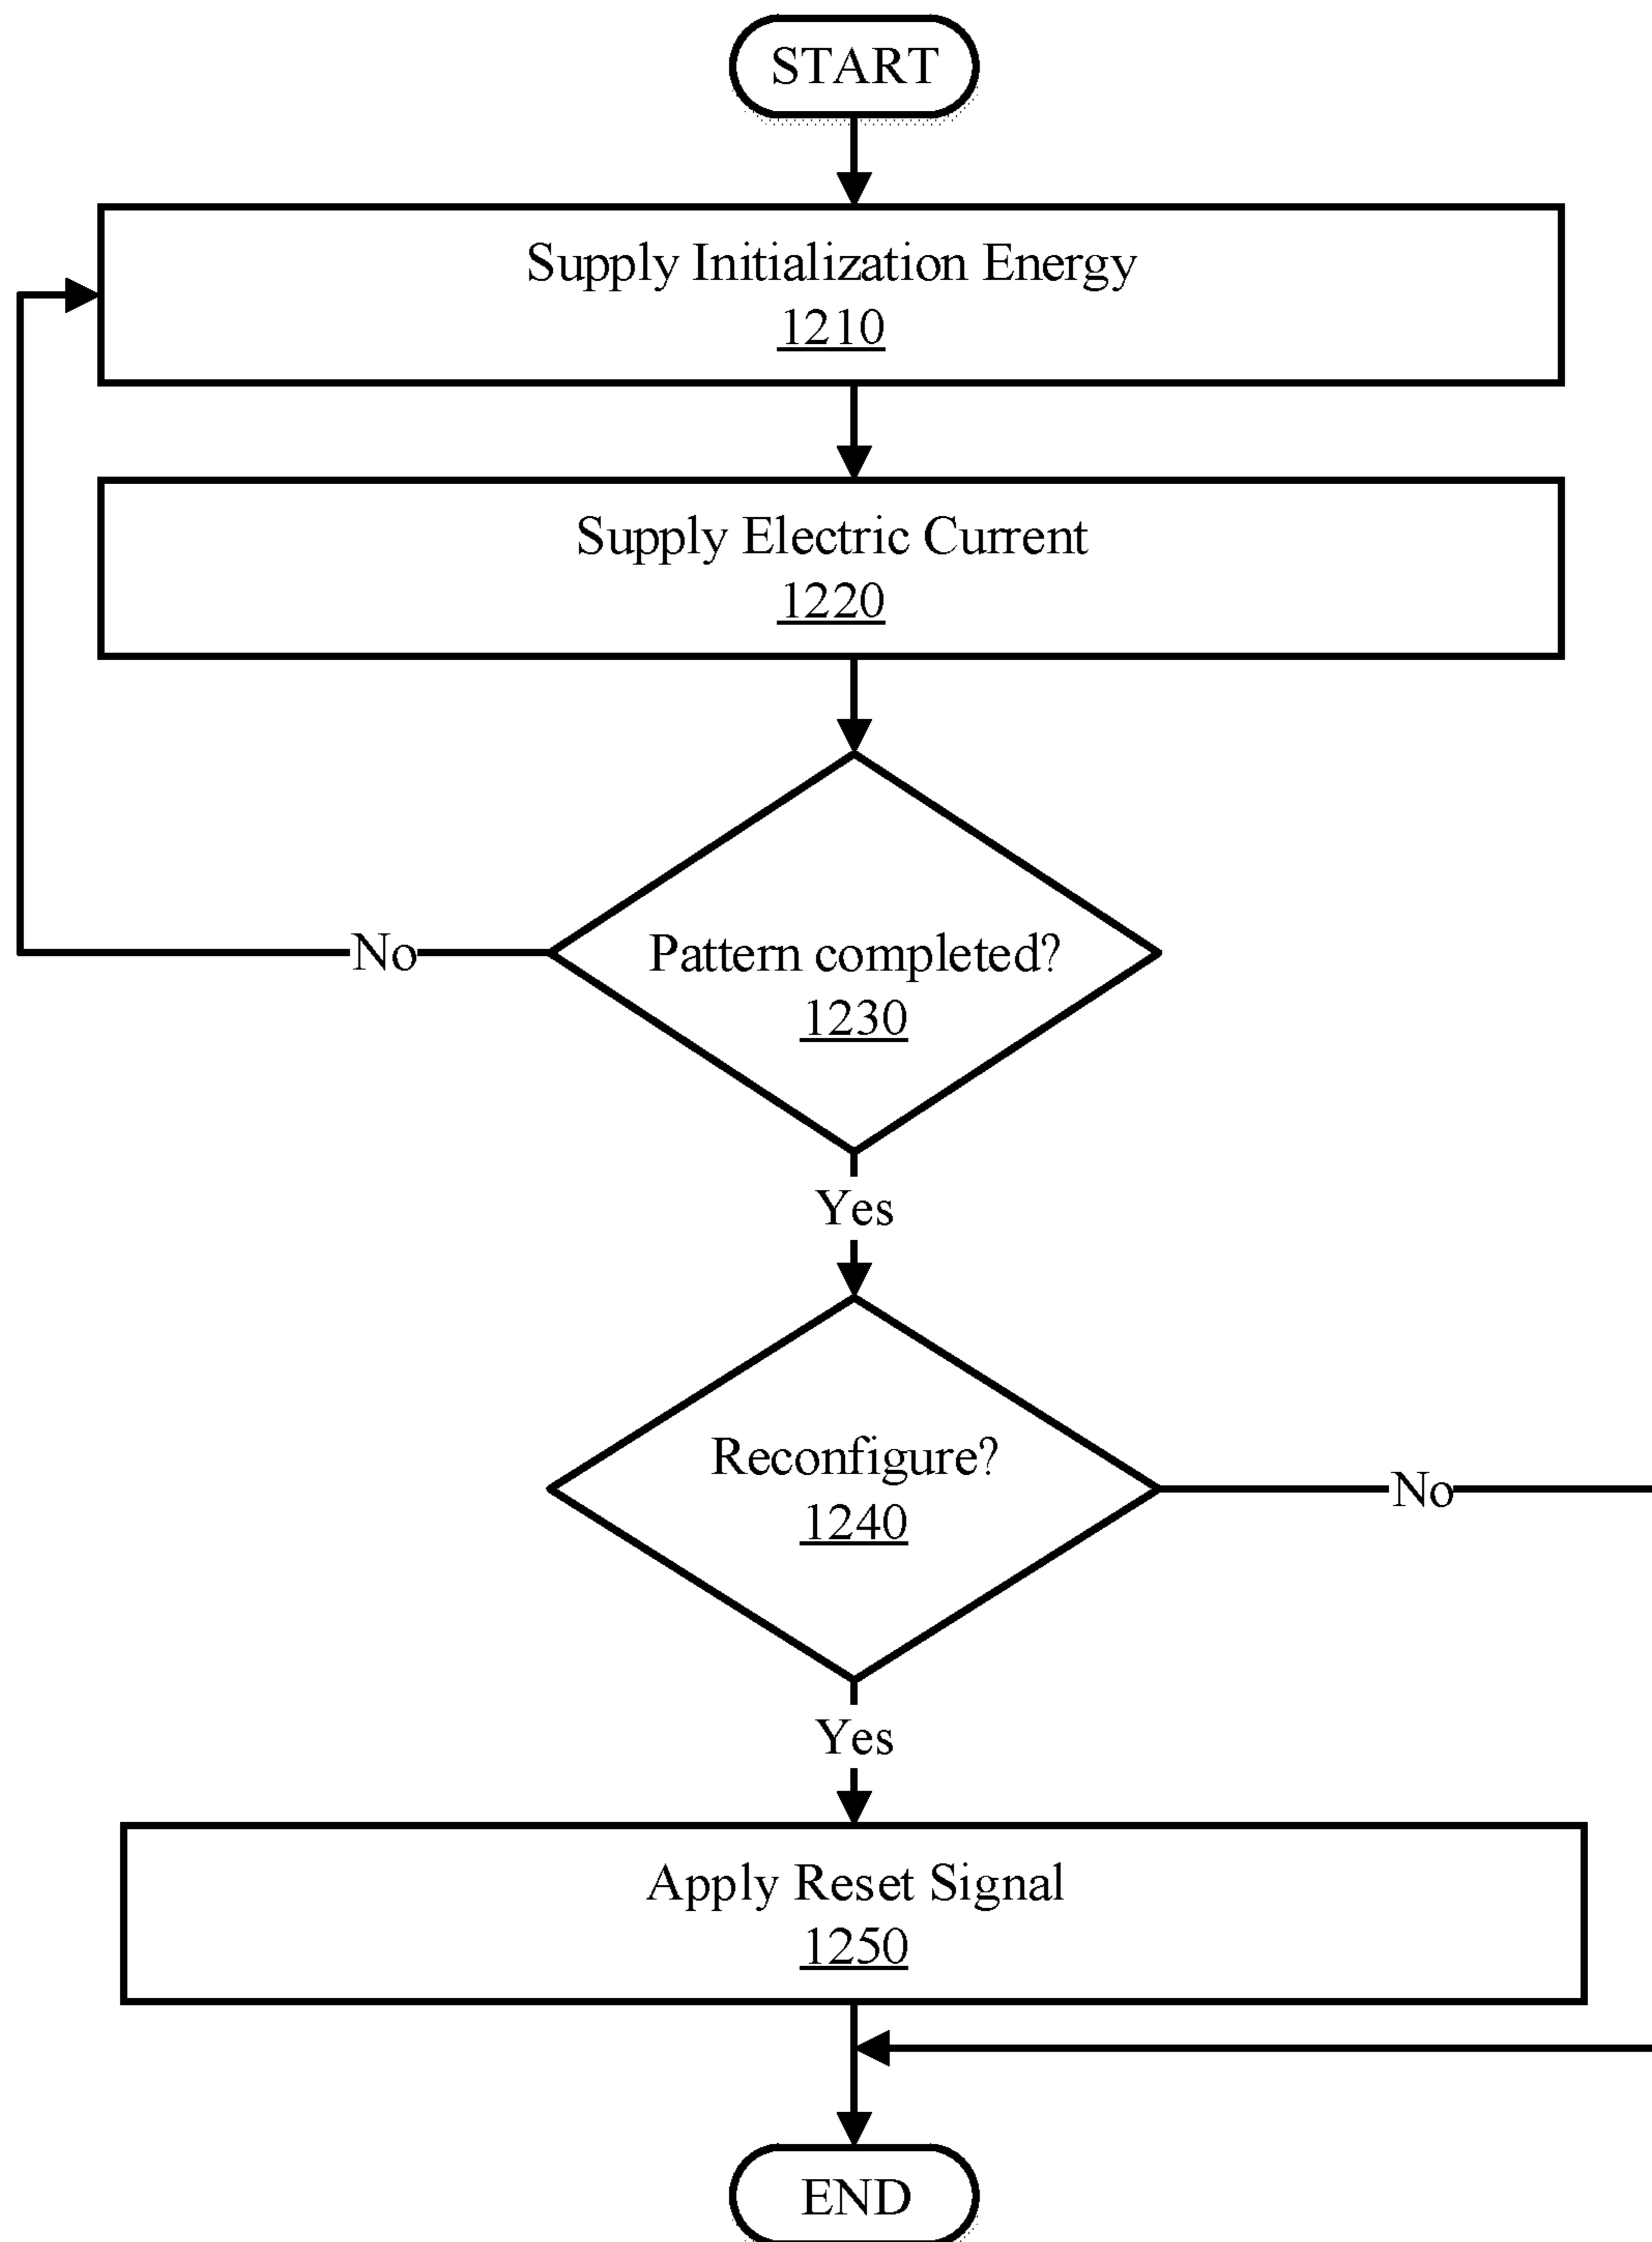 START
Supply Initialization Energy
1210
Supply Electric Current
1220
Pattern completed?
1230
No
Yes
Reconfigure?
1240
No
Yes
Apply Reset Signal
1250
END